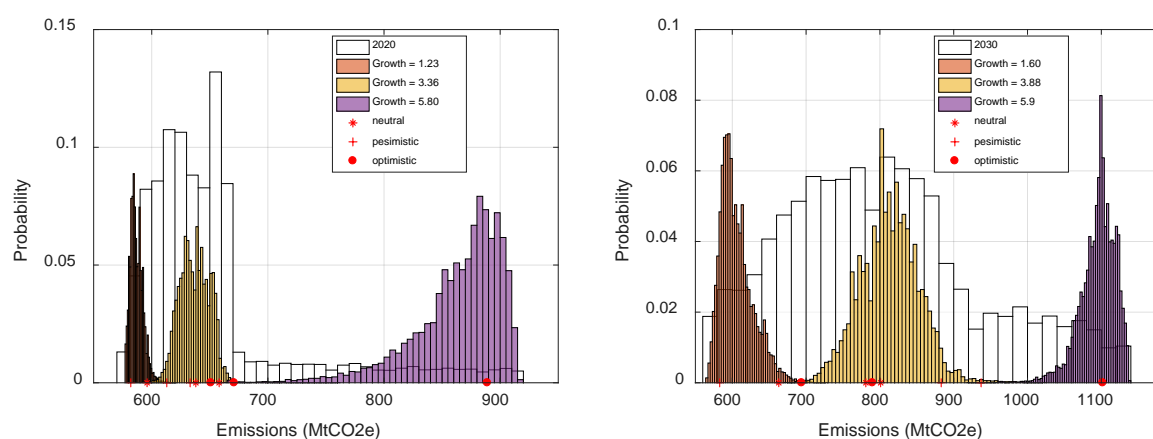 0.15
0.1
0.05
0
Probability
2020
Growth = 1.23
Growth = 3.36
Growth = 5.80
neutral
pesimistic
optimistic
600
700
800
900
Emissions (MtCO2e)
0.1
0.08
0.06
0.04
0.02
0
Probability
2030
Growth = 1.60
Growth = 3.88
Growth = 5.9
neutral
pesimistic
optimistic
600
700
800
900
1000
1100
Emissions (MtCO2e)